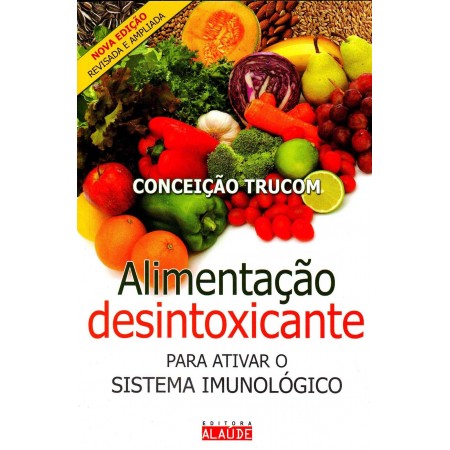 NOVA EDIÇÃO
REVISADA E AMPLIADA
CONCEIÇÃO TRUCOM
Alimentação
desintoxicante
PARA ATIVAR O
SISTEMA IMUNOLÓGICO
EDITORA
ALAÚDE